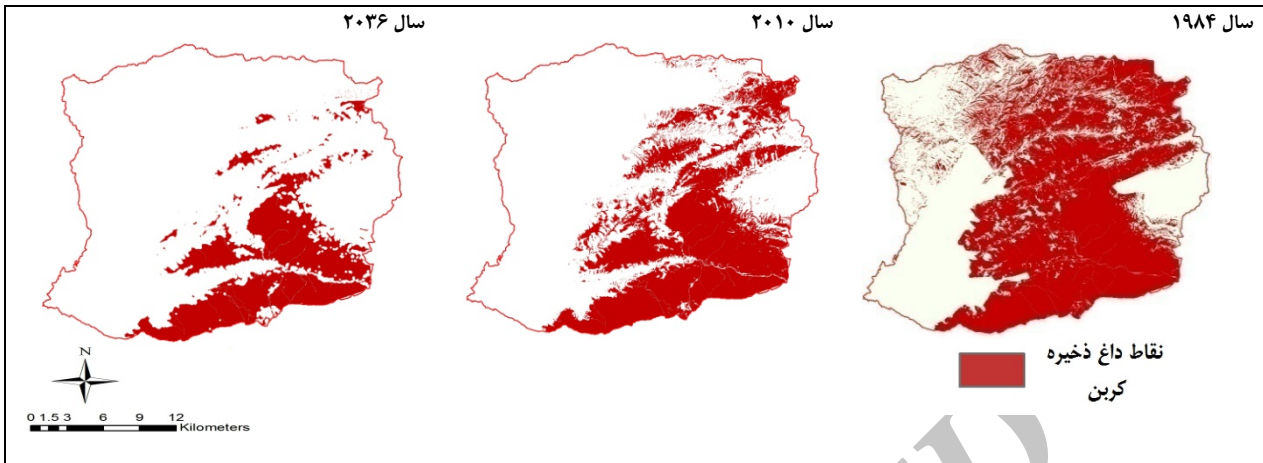 سال ۱۹۸۴
سال ۲۰۱۰
سال ۲۰۳۶
نقاط داغ ذخیره
کربن
N
0 1.5 3 6 9 12
Kilometers